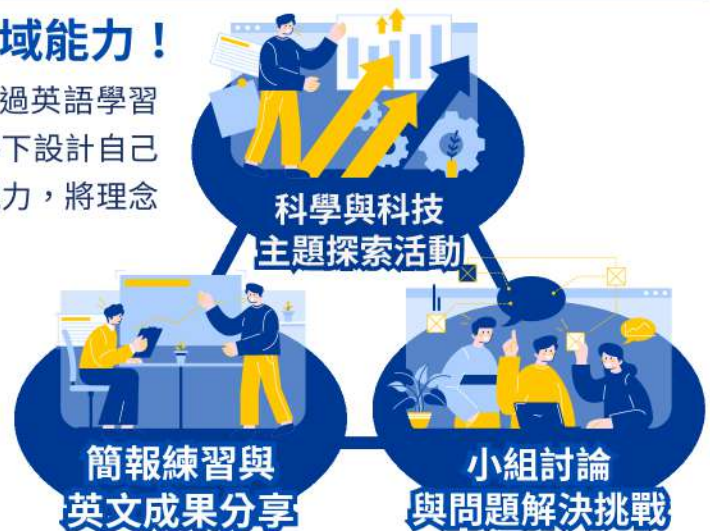 域能力！
過英語學習
下設計自己
力，將理念
科學與科技
主題探索活動
簡報練習與
英文成果分享
小組討論
與問題解決挑戰